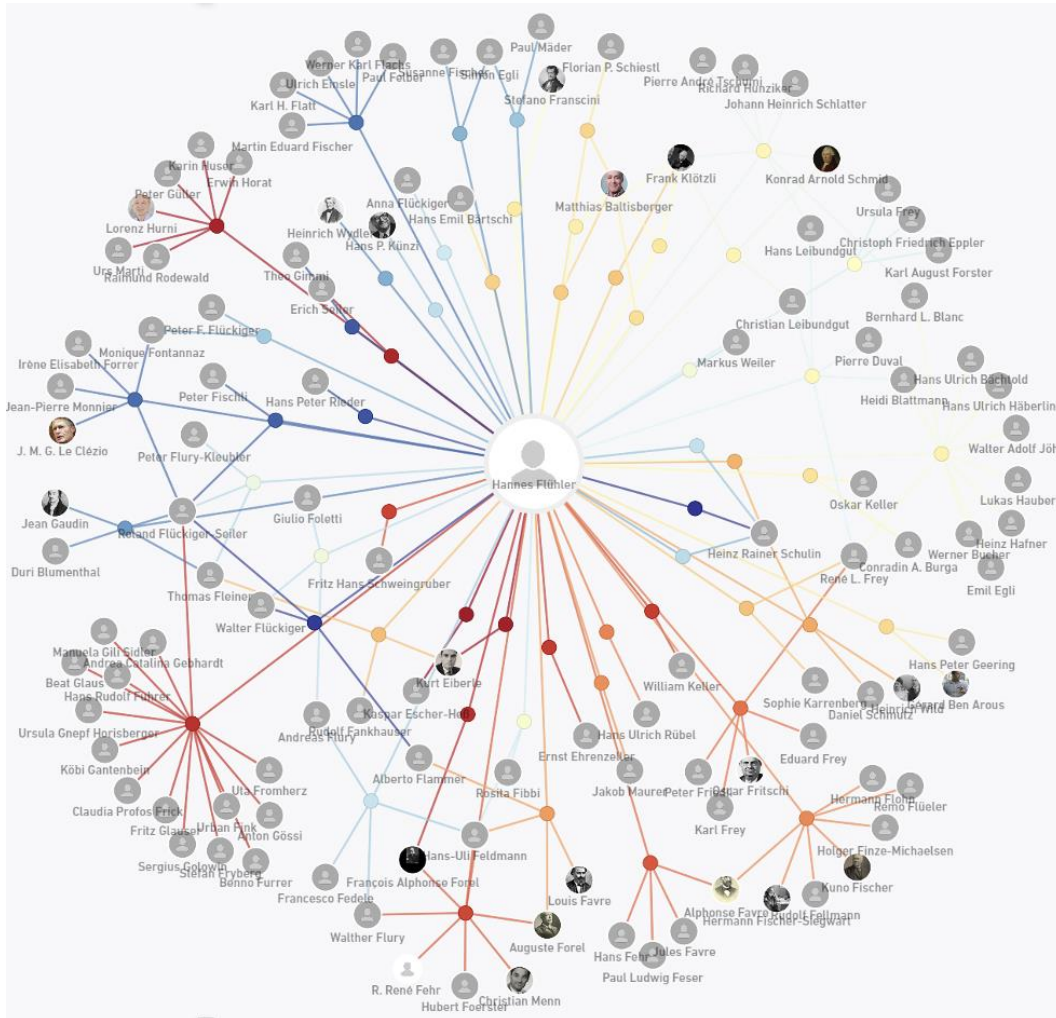 Paul Mäder
Werner Karl Flachs
Susanne Fischer
Simon Egli
Florian P. Schiestl
Paul Felber
Ulrich Einsle
Pierre André Tschumi
Richard Hunziker
Stefano Franscini
Johann Heinrich Schlatter
Karl H. Flatt
Martin Eduard Fischer
Karin Huser
Erwin Horat
Frank Klötzli
Konrad Arnold Schmid
Peter Güller
Anna Flückiger
Matthias Baltisberger
Ursula Frey
Hans Emil Bärtschi
Lorenz Hurni
Heinrich Wydler
Hans P. Künzi
Christoph Friedrich Eppler
Hans Leibundgut
Urs Marti
Raimund Rodewald
Theo Gimmi
Karl August Forster
Erich Seiler
Bernhard L. Blanc
Peter F. Flückiger
Christian Leibundgut
Monique Fontannaz
Irène Elisabeth Forrer
Markus Weiler
Pierre Duval
Hans Ulrich Bächtold
Peter Fischli
Hans Peter Rieder
Heidi Blattmann
Jean-Pierre Monnier
Hans Ulrich Häberlin
J. M. G. Le Clézio
Peter Flury-Kleubler
Walter Adolf Jöh
Hannes Flühler
Oskar Keller
Lukas Hauber
Jean Gaudin
Giulio Foletti
Roland Flückiger-Seiler
Heinz Rainer Schulin
Heinz Hafner
Werner Bucher
Conradin A. Burga
Duri Blumenthal
Fritz Hans Schweingruber
René L. Frey
Emil Egli
Thomas Fleiner
Walter Flückiger
Manuela Gili Sidler
Andrea Catalina Gebhardt
Hans Peter Geering
Beat Glaus
Hans Rudolf Führer
Kurt Eiberle
William Keller
Sophie Karrenberg
Heinrich Wild
Gérard Ben Arous
Daniel Schmutz
Kaspar Escher-Heß
Ursula Gnepf Horisberger
Rudolf Fankhauser
Andreas Flury
Hans Ulrich Rübel
Köbi Gantenbein
Ernst Ehrenzeller
Eduard Frey
Alberto Flammer
Uta Fromherz
Rosita Fibbi
Jakob Maurer
Peter Friedli
Oscar Fritschi
Hermann Flohn
Remo Flüeler
Claudia Profos Frick
Karl Frey
Fritz Glauser
Urban Fink
Anton Gössi
Hans-Uli Feldmann
Holger Finze-Michaelsen
Sergius Golowin
Stefan Fryberg
Benno Furrer
François Alphonse Forel
Kuno Fischer
Francesco Fedele
Louis Favre
Alphonse Favre
Rudolf Fellmann
Hermann Fischer-Siegwart
Walther Flury
Auguste Forel
Hans Fehr
Jules Favre
Paul Ludwig Feser
R. René Fehr
Hubert Foerster
Christian Menn